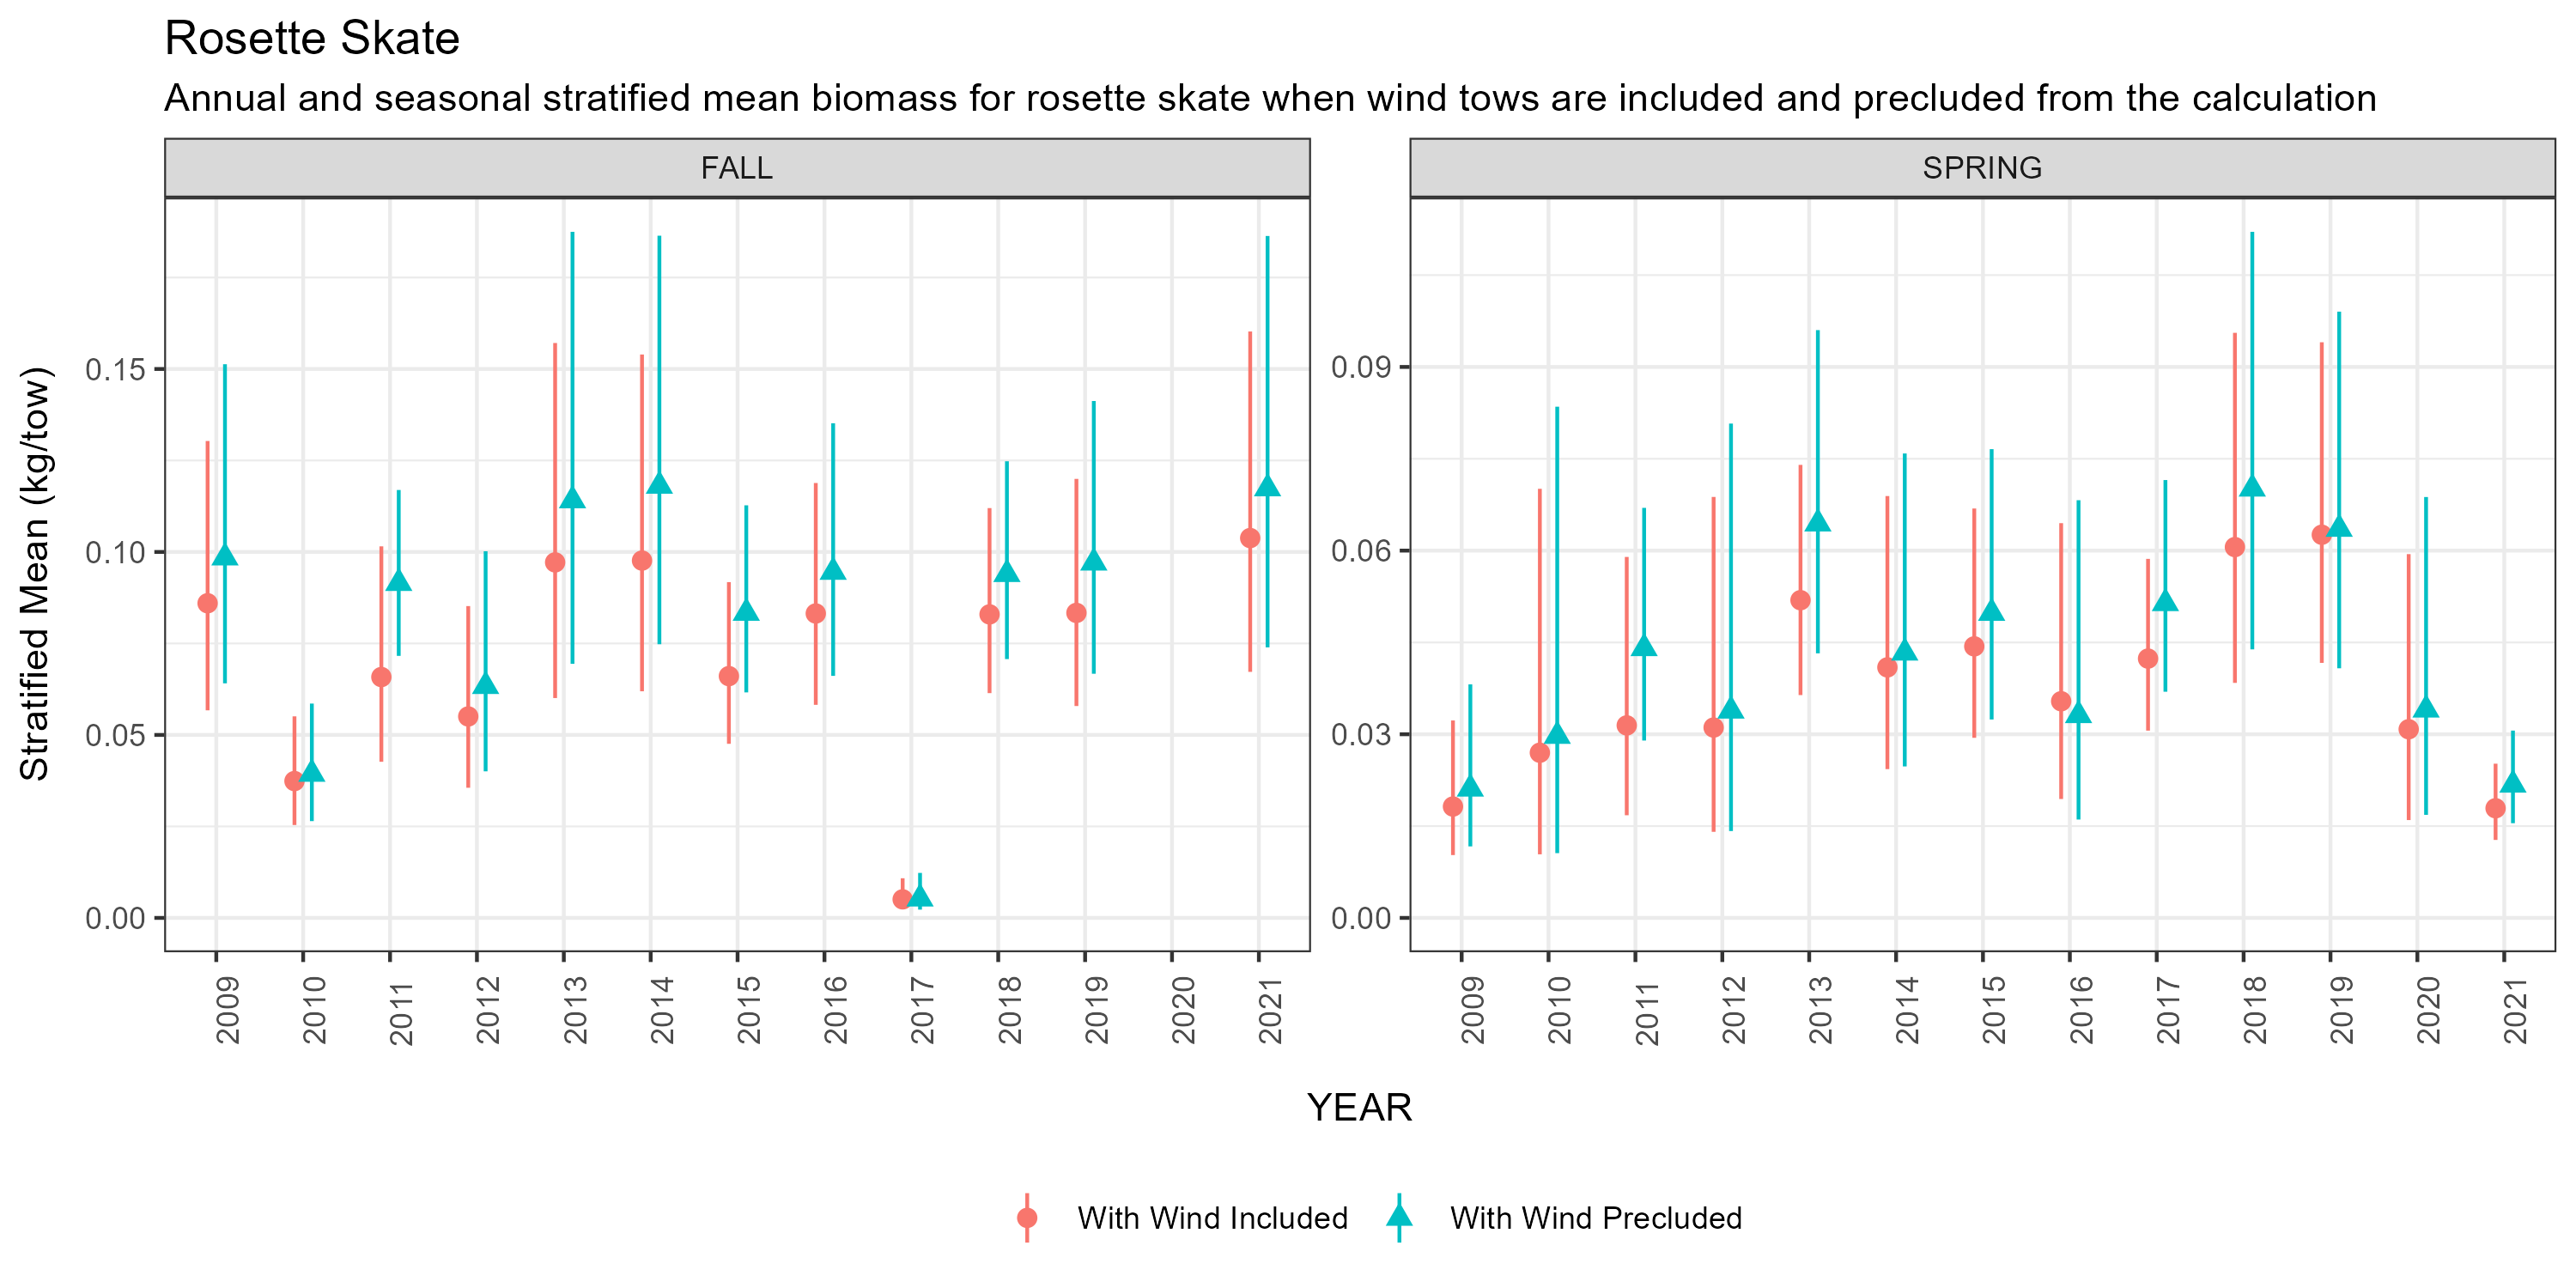 Rosette Skate
Annual and seasonal stratified mean biomass for rosette skate when wind tows are included and precluded from the calculation
FALL
SPRING
Stratified Mean (kg/tow)
0.15
0.10
0.05
0.00
0.09
0.06
0.03
0.00
2009 2010 2011 2012 2013 2014 2015 2016 2017 2018 2019 2020 2021
2009 2010 2011 2012 2013 2014 2015 2016 2017 2018 2019 2020 2021
YEAR
With Wind Included
With Wind Precluded